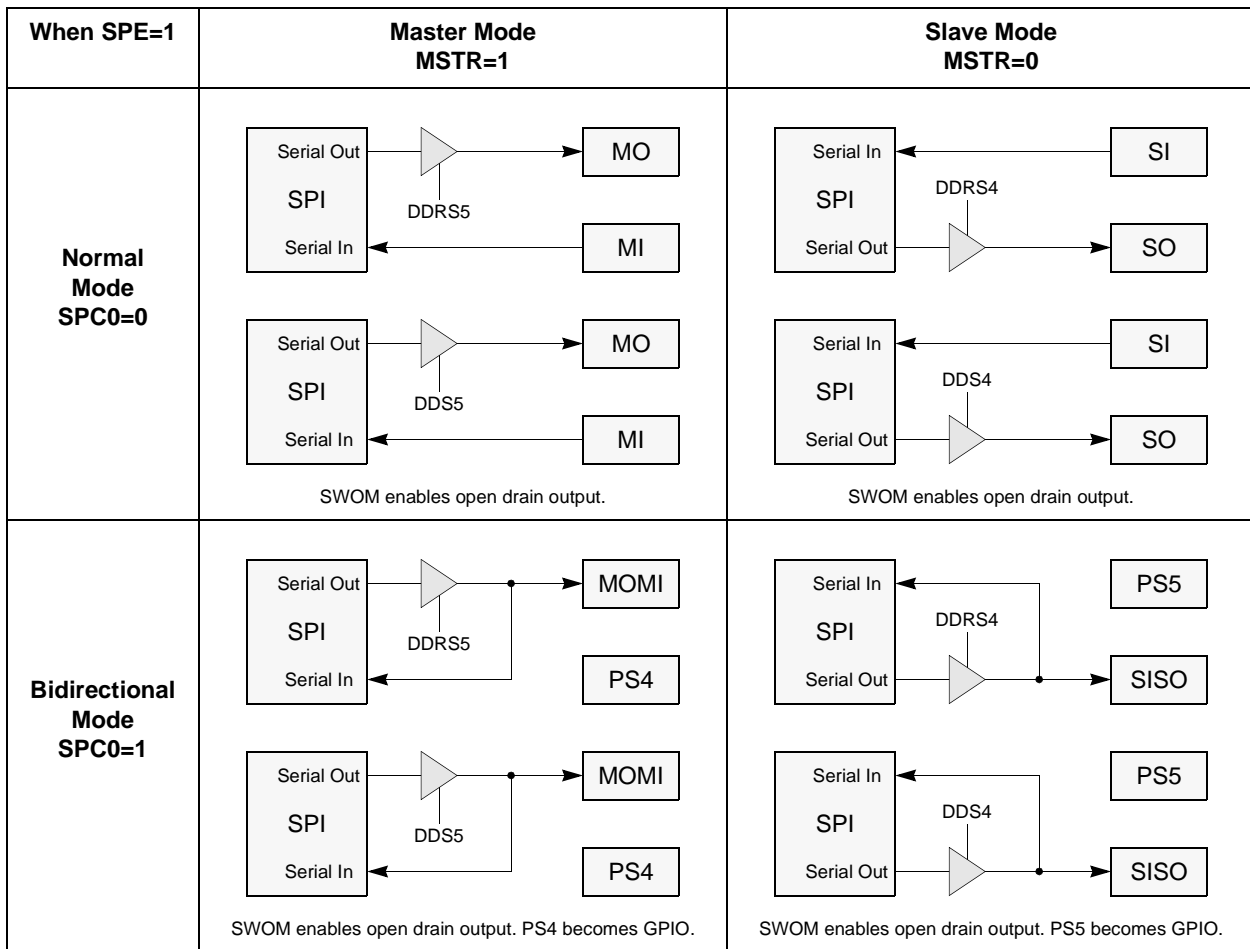 When SPE=1
Master Mode
MSTR=1
Slave Mode
MSTR=0
Normal
Mode
SPC0=0
Serial Out
SPI
Serial In
DDRS5
MO
MI
Serial Out
SPI
Serial In
DDS5
MO
MI
SWOM enables open drain output.
Serial In
SPI
Serial Out
DDRS4
SI
SO
Serial In
SPI
Serial Out
DDS4
SI
SO
SWOM enables open drain output.
Bidirectional
Mode
SPC0=1
Serial Out
SPI
Serial In
DDRS5
MOMI
PS4
Serial Out
SPI
Serial In
DDS5
MOMI
PS4
SWOM enables open drain output. PS4 becomes GPIO.
Serial In
SPI
Serial Out
DDRS4
PS5
SISO
Serial In
SPI
Serial Out
DDS4
PS5
SISO
SWOM enables open drain output. PS5 becomes GPIO.